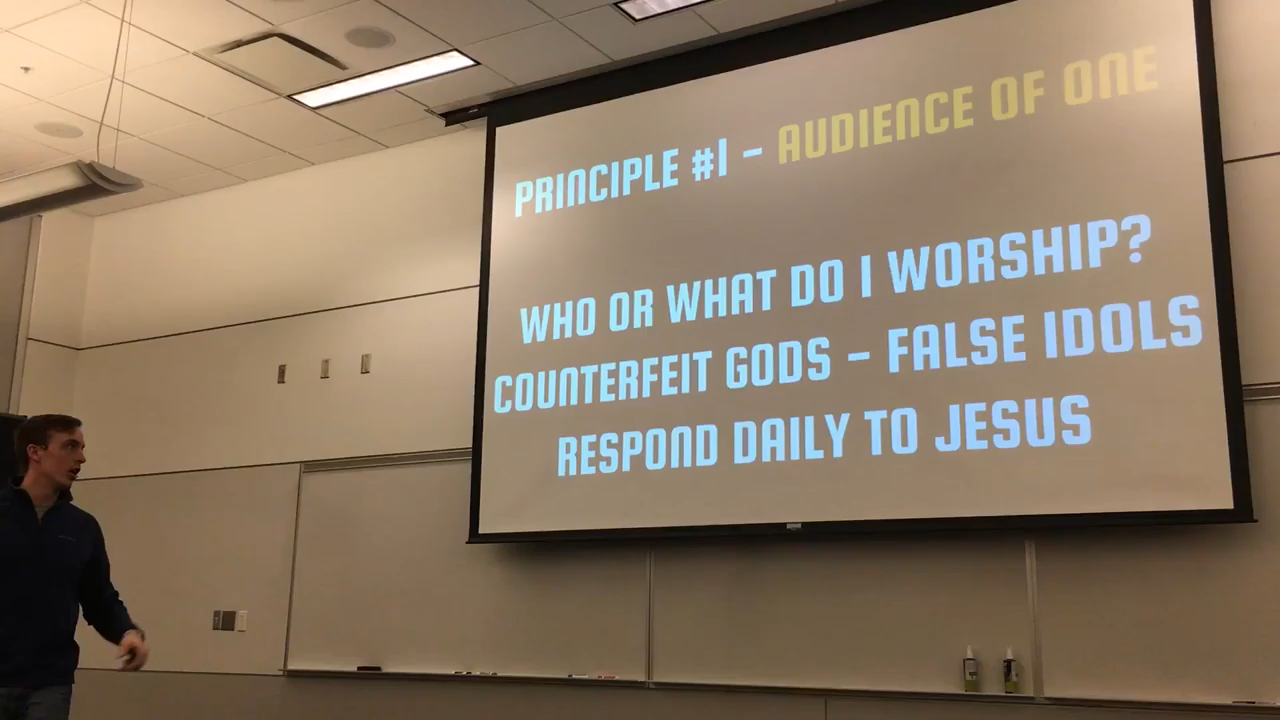 PRINCIPLE #1 – AUDIENCE OF ONE
WHO OR WHAT DO I WORSHIP?
COUNTERFEIT GODS – FALSE IDOLS
RESPOND DAILY TO JESUS